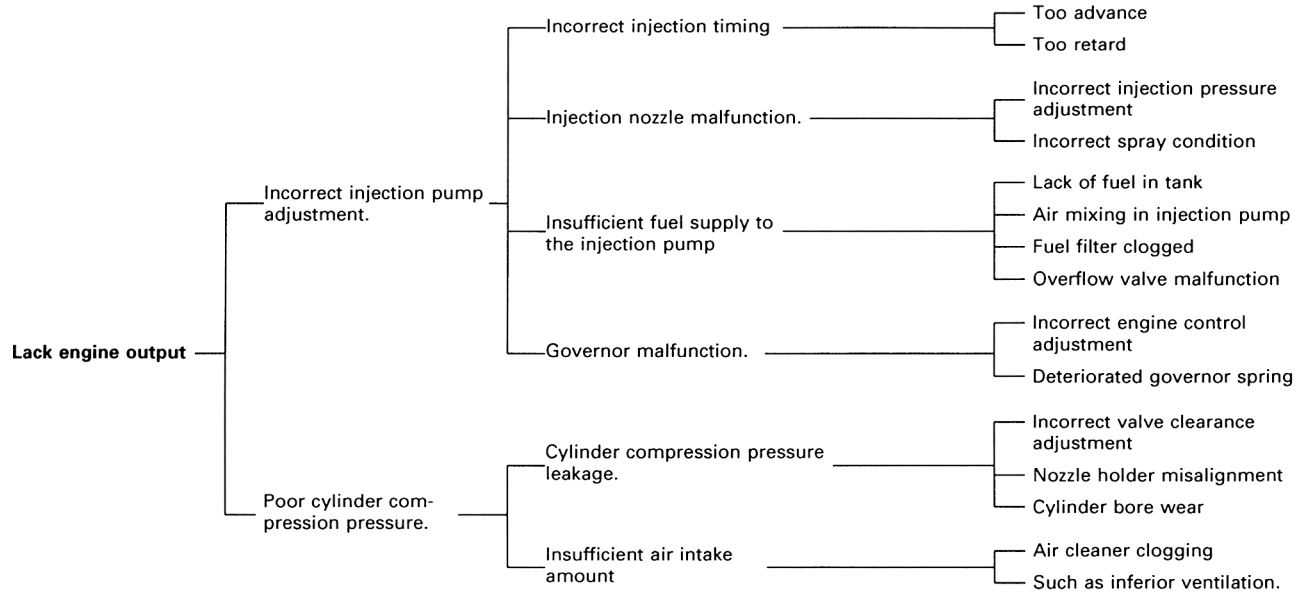 Lack engine output
Incorrect injection pump
adjustment.
Incorrect injection timing
Too advance
Too retard
Injection nozzle malfunction.
Incorrect injection pressure
adjustment
Incorrect spray condition
Insufficient fuel supply to
the injection pump
Lack of fuel in tank
Air mixing in injection pump
Fuel filter clogged
Overflow valve malfunction
Governor malfunction.
Incorrect engine control
adjustment
Deteriorated governor spring
Poor cylinder com-
pression pressure.
Cylinder compression pressure
leakage.
Incorrect valve clearance
adjustment
Nozzle holder misalignment
Cylinder bore wear
Insufficient air intake
amount
Air cleaner clogging
Such as inferior ventilation.